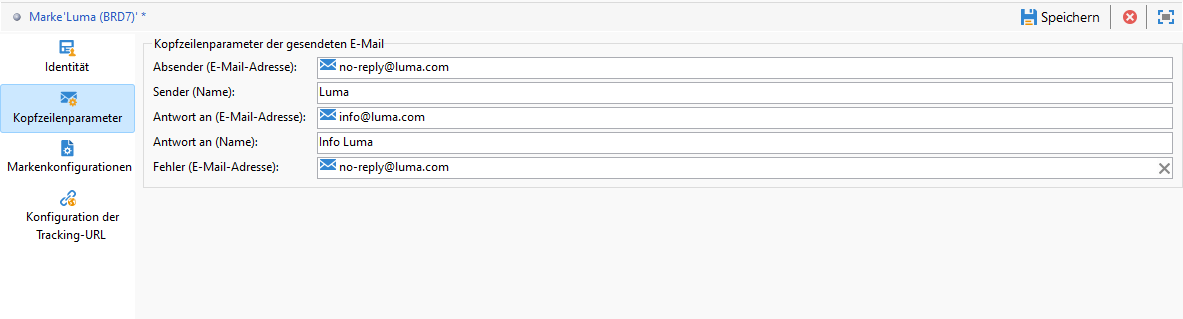 Marke'Luma (BRD7)' *
Speichern
Identität
Kopfzeilenparameter
Markenkonfigurationen
Konfiguration der
Tracking-URL
Kopfzeilenparameter der gesendeten E-Mail
Absender (E-Mail-Adresse): no-reply@luma.com
Sender (Name): Luma
Antwort an (E-Mail-Adresse): info@luma.com
Antwort an (Name): Info Luma
Fehler (E-Mail-Adresse): no-reply@luma.com